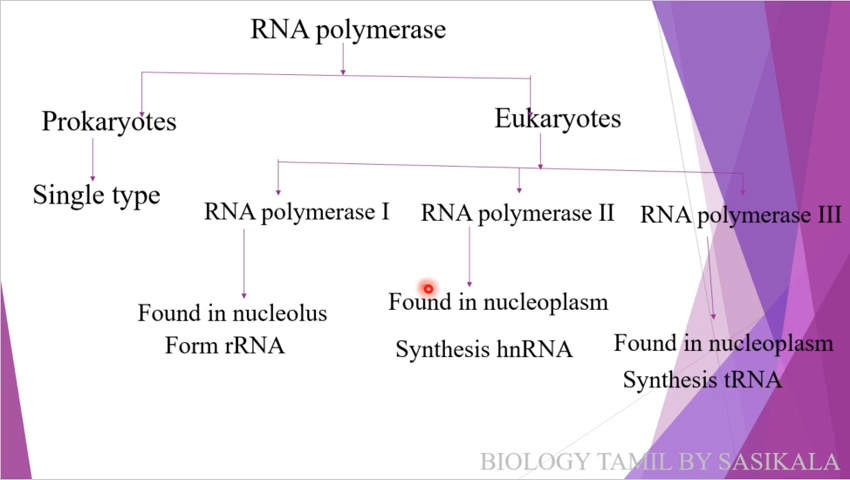 RNA polymerase
Prokaryotes
Eukaryotes
Single type
RNA polymerase I
RNA polymerase II
RNA polymerase III
Found in nucleolus
Form rRNA
Found in nucleoplasm
Synthesis hnRNA
Found in nucleoplasm
Synthesis tRNA
BIOLOGY TAMIL BY SASIKALA